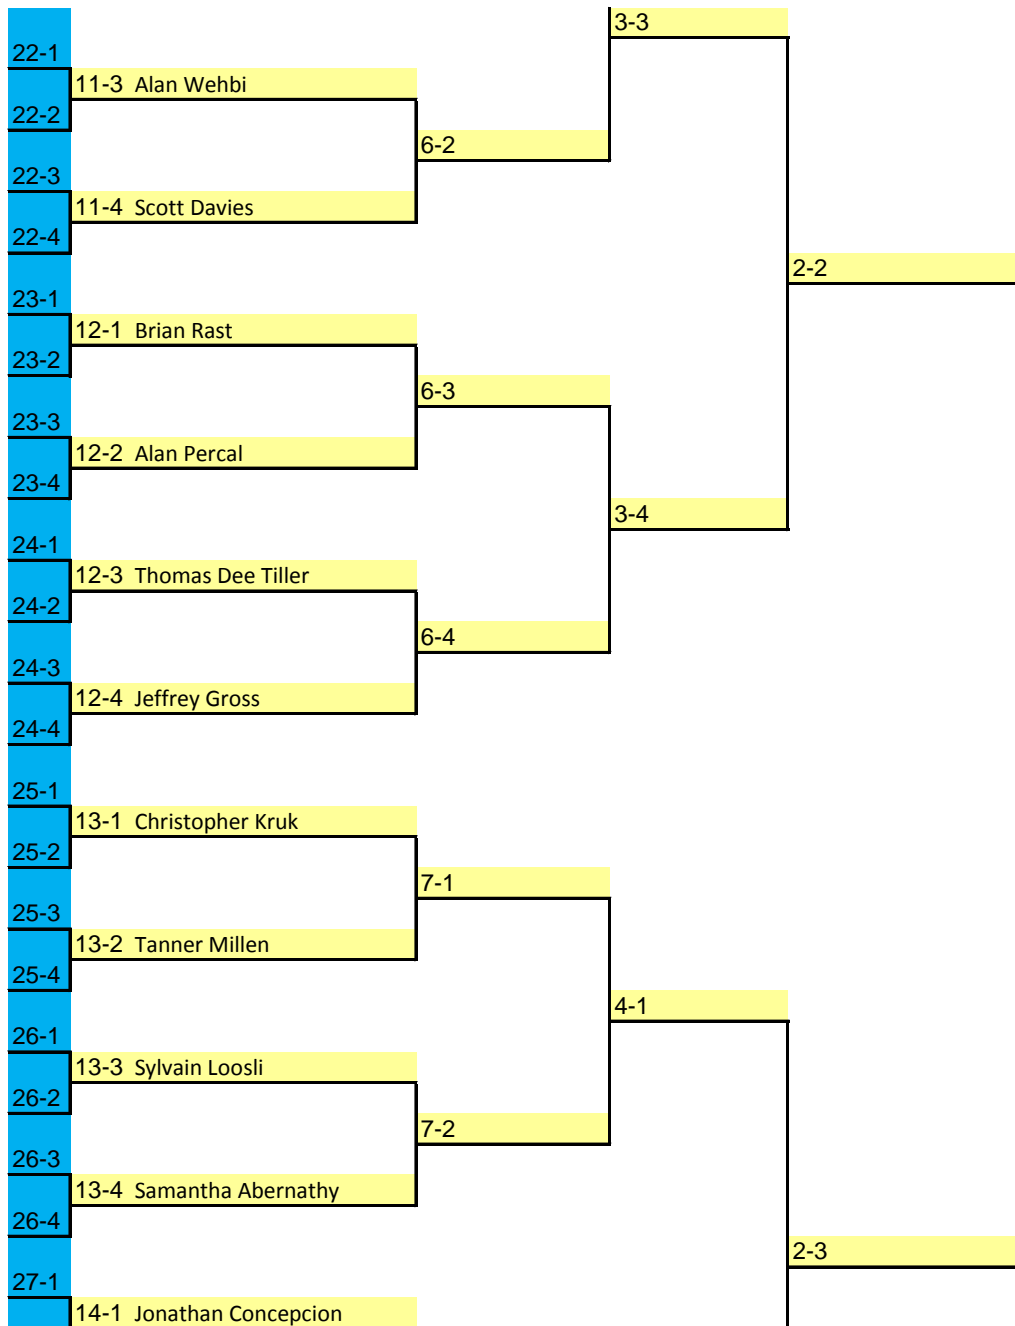 3-3
22-1
11-3 Alan Wehbi
22-2
6-2
22-3
11-4 Scott Davies
22-4
2-2
23-1
12-1 Brian Rast
23-2
6-3
23-3
12-2 Alan Percal
23-4
3-4
24-1
12-3 Thomas Dee Tiller
24-2
6-4
24-3
12-4 Jeffrey Gross
24-4
25-1
13-1 Christopher Kruk
25-2
7-1
25-3
13-2 Tanner Millen
25-4
4-1
26-1
13-3 Sylvain Loosli
26-2
7-2
26-3
13-4 Samantha Abernathy
26-4
2-3
27-1
14-1 Jonathan Concepcion